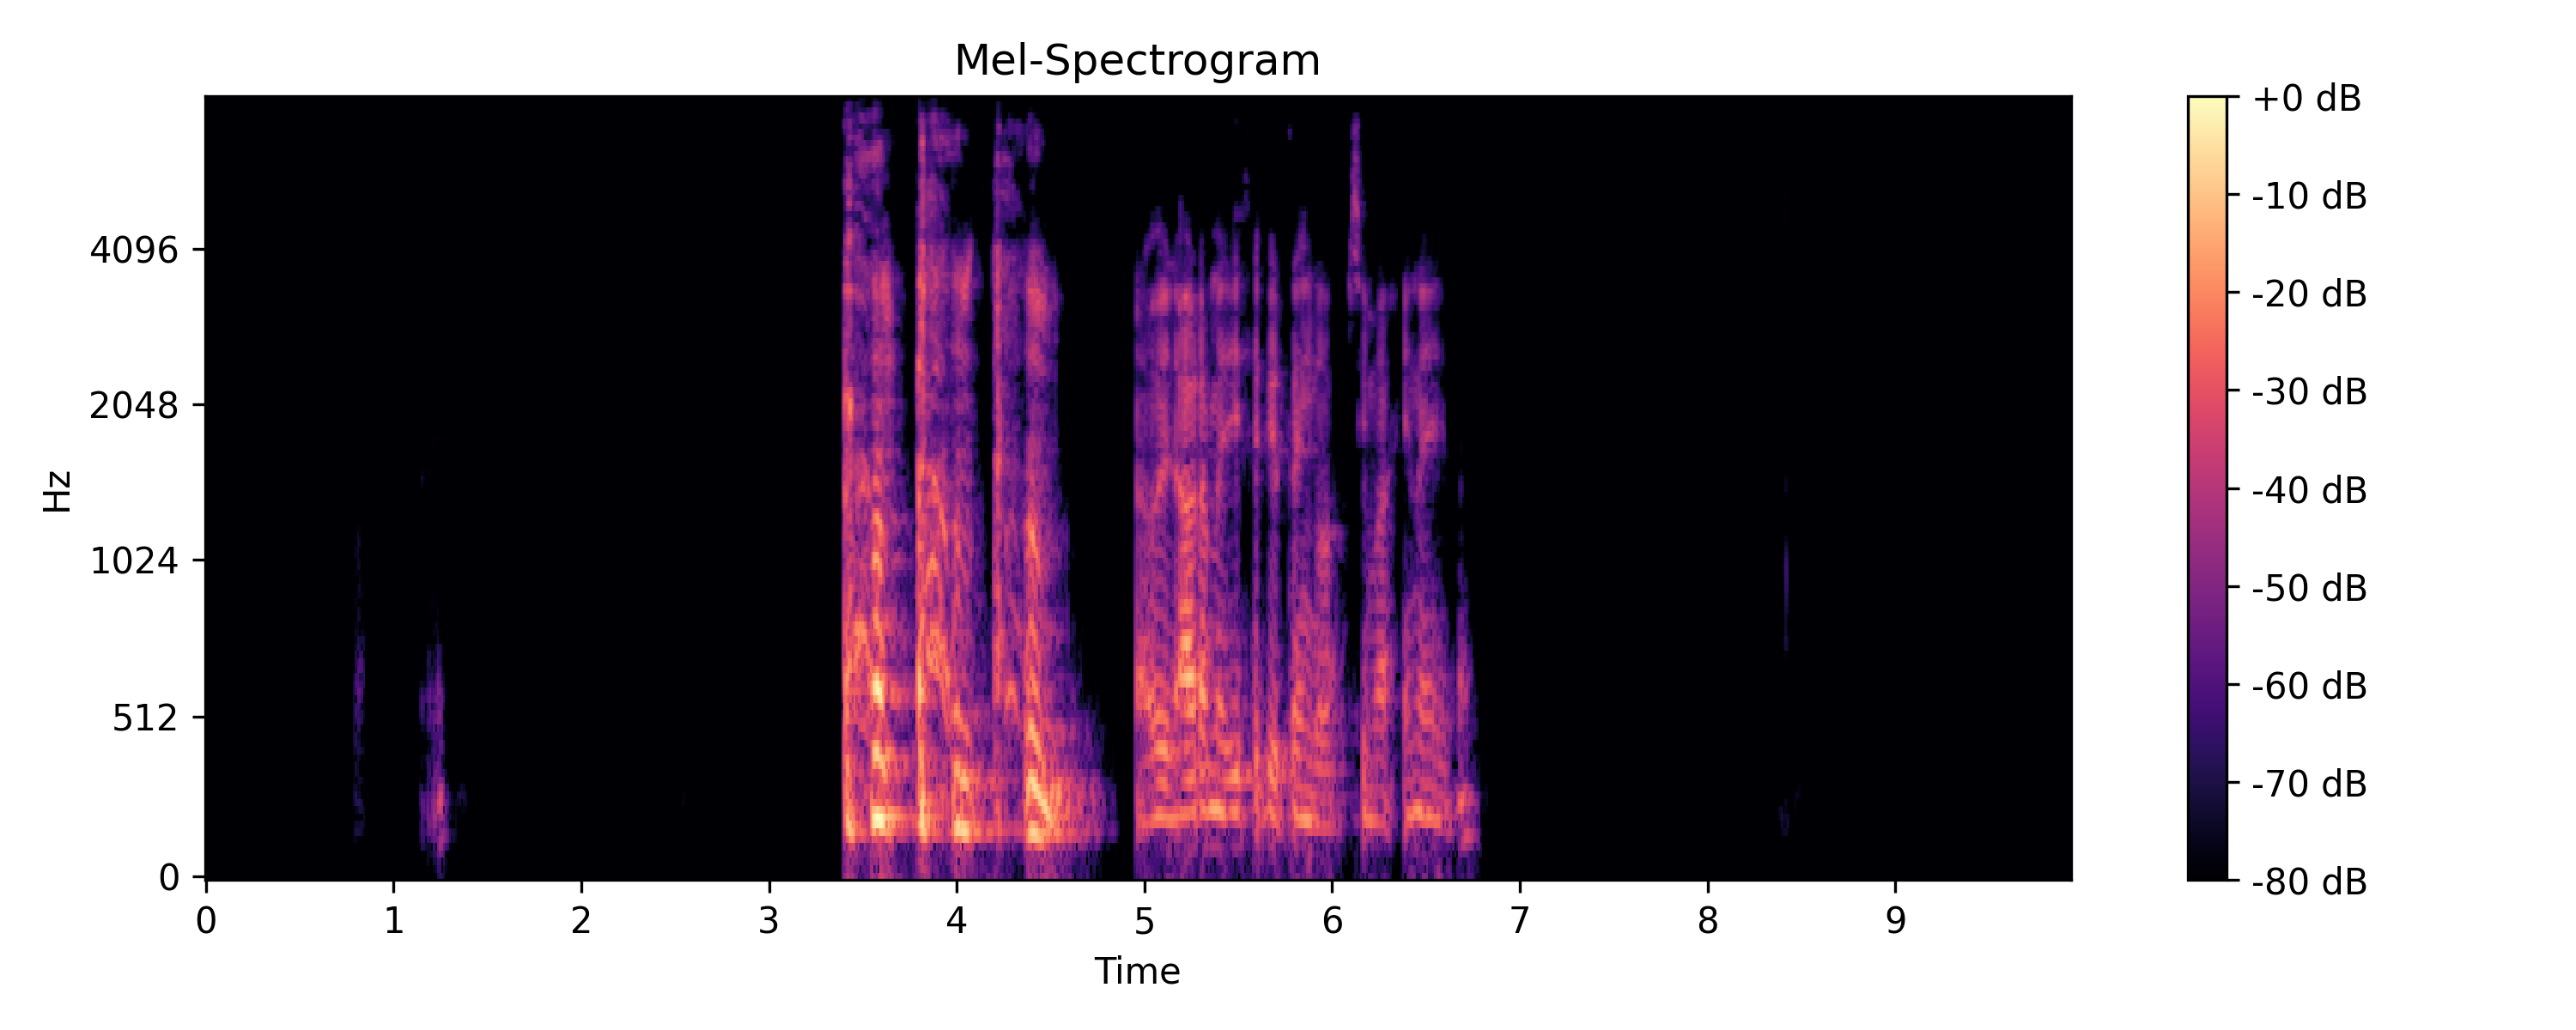 Mel-Spectrogram
+0 dB
-10 dB
-20 dB
-30 dB
-40 dB
-50 dB
-60 dB
-70 dB
-80 dB
Hz
4096
2048
1024
512
0
0 1 2 3 4 5 6 7 8 9
Time